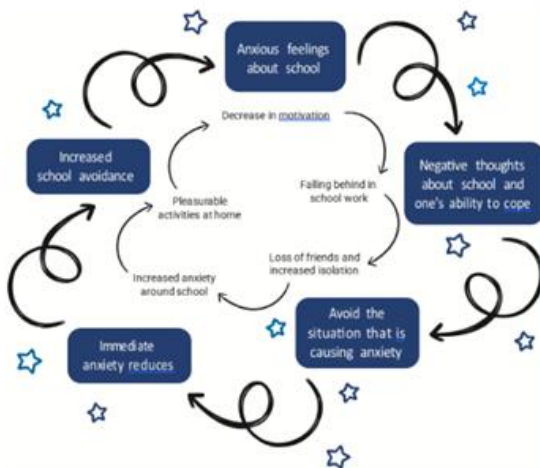 Anxious feelings
about school
Decrease in motivation
Increased
school avoidance
Negative thoughts
about school and
one's ability to cope
Falling behind in
school work
Pleasurable
activities at home
Loss of friends and
increased isolation
Increased anxiety
around school
Avoid the
situation that is
causing anxiety
Immediate
anxiety reduces